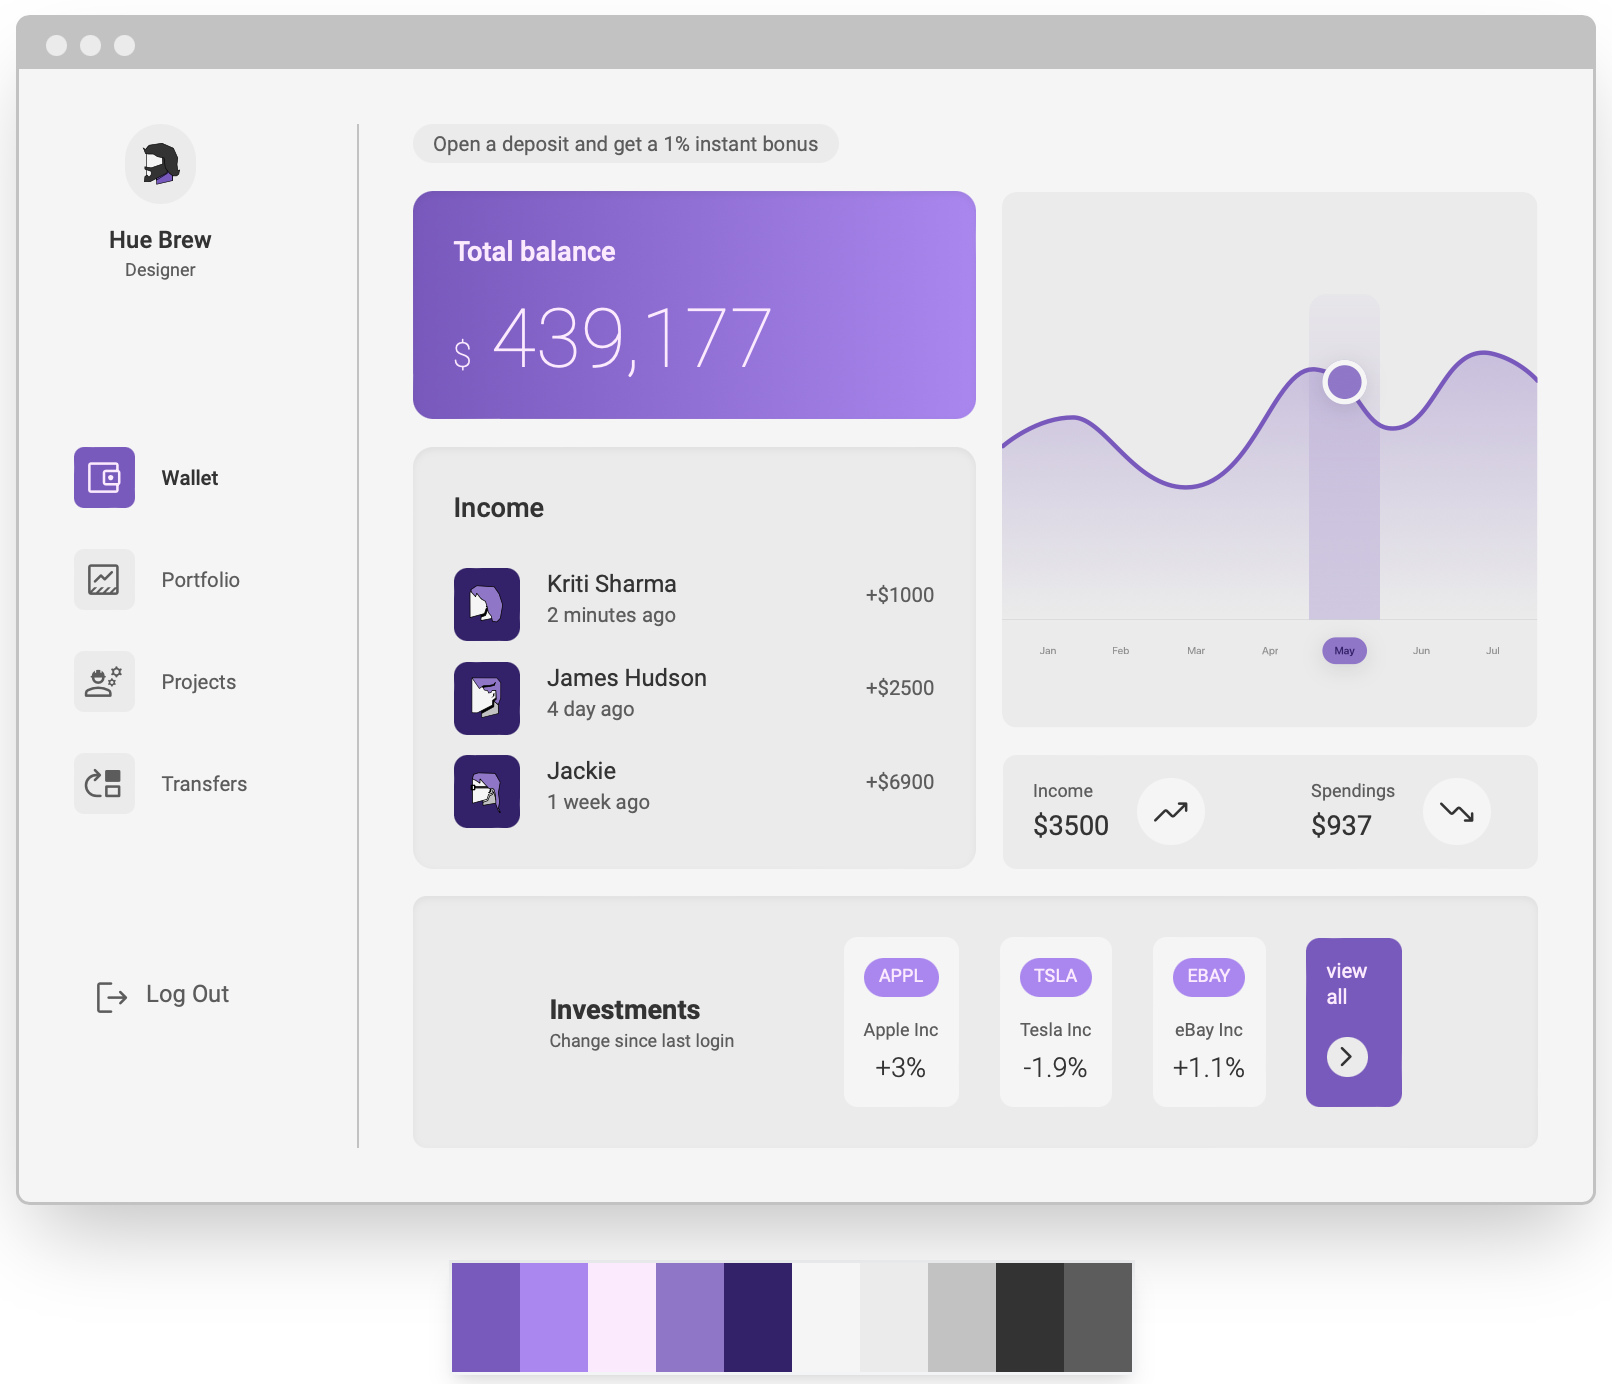 Hue Brew
Designer
Wallet
Portfolio
Projects
Transfers
Log Out
Open a deposit and get a 1% instant bonus
Total balance
$ 439,177
Income
Kriti Sharma
2 minutes ago
+$1000
James Hudson
4 day ago
+$2500
Jackie
1 week ago
+$6900
Jan Feb Mar Apr May Jun Jul
Income
$3500
Spendings
$937
Investments
Change since last login
APPL
Apple Inc
+3%
TSLA
Tesla Inc
-1.9%
EBAY
eBay Inc
+1.1%
view
all